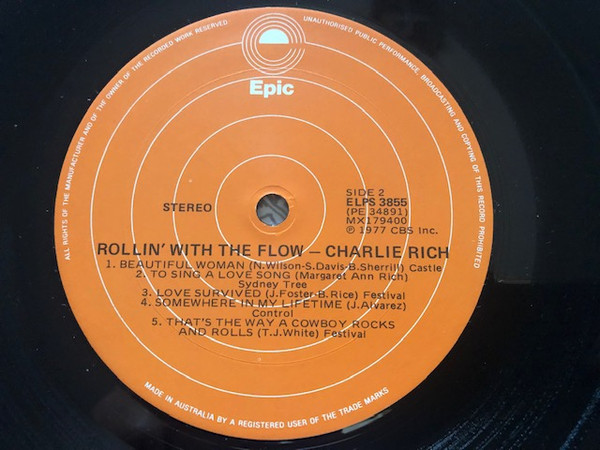 ALL RIGHTS OF THE MANUFACTURER AND OF THE OWNER OF THE RECORDED WORK RESERVED
UNAUTHORISED PUBLIC PERFORMANCE, BROADCASTING AND COPYING OF THIS RECORD PROHIBITED
Epic
SIDE 2
STEREO
ELPS 3855
(PE 34891)
MX179400
℗ 1977 CBS Inc.
ROLLIN' WITH THE FLOW — CHARLIE RICH
1. BEAUTIFUL WOMAN (N.Wilson-S.Davis-B.Sherrill) Castle
2. TO SING A LOVE SONG (Margaret Ann Rich)
Sydney Tree
3. LOVE SURVIVED (J.Foster-B.Rice) Festival
4. SOMEWHERE IN MY LIFETIME (J.Alvarez)
Control
5. THAT'S THE WAY A COWBOY ROCKS
AND ROLLS (T.J.White) Festival
MADE IN AUSTRALIA BY A REGISTERED USER OF THE TRADE MARKS